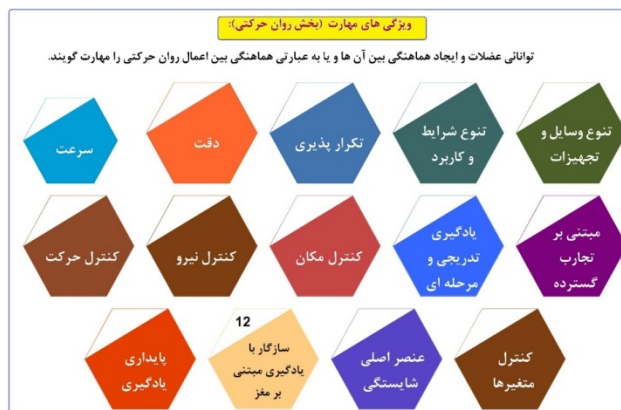 ویژگی های مهارت (بخش روان حرکتی):
توانائی عضلات و ایجاد هماهنگی بین آن ها و یا به عبارتی هماهنگی بین اعمال روان حرکتی را مهارت گویند.
تنوع وسایل و
تجهیزات
تنوع شرایط
و کاربرد
تکرار پذیری
دقت
سرعت
مبتنی بر
تجارب
گسترده
یادگیری
تدریجی و
مرحله ای
کنترل مکان
کنترل نیرو
کنترل حرکت
کنترل
متغیرها
عنصر اصلی
شایستگی
12
سازگار با
یادگیری مبتنی
بر مغز
پایداری
یادگیری